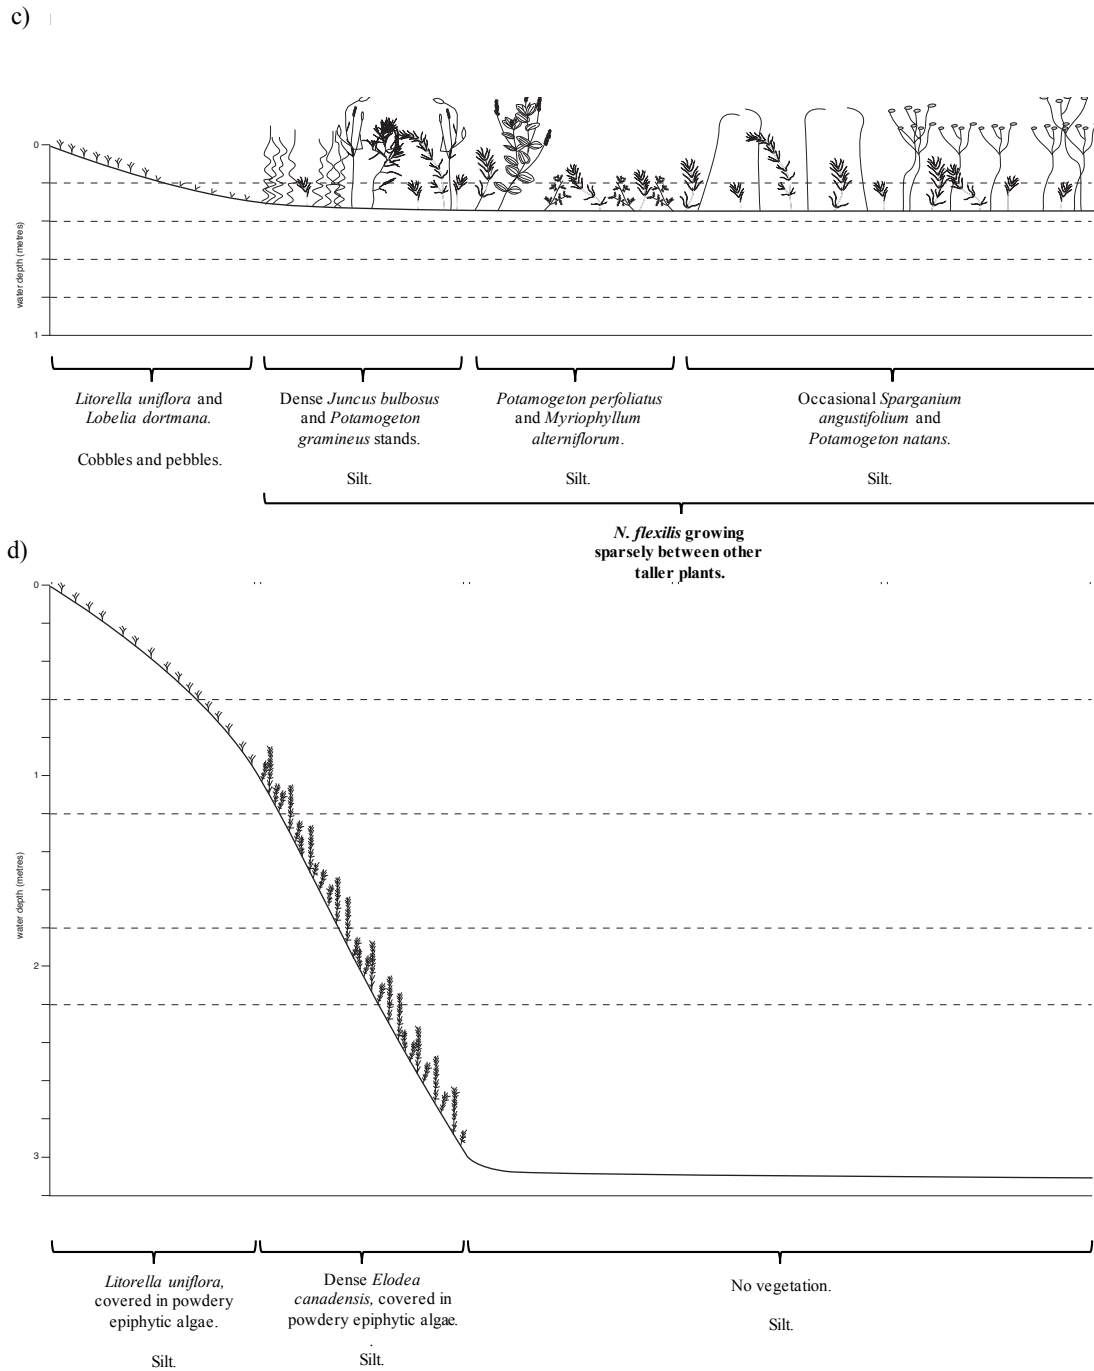 c)
0
water depth (metres)
1
Litorella uniflora and
Lobelia dortmana.
Cobbles and pebbles.
Dense Juncus bulbosus
and Potamogeton
gramineus stands.
Silt.
Potamogeton perfoliatus
and Myriophyllum
alterniflorum.
Silt.
Occasional Sparganium
angustifolium and
Potamogeton natans.
Silt.
N. flexilis growing
sparsely between other
taller plants.
d)
0
1
water depth (metres)
2
3
Litorella uniflora,
covered in powdery
epiphytic algae.
Silt.
Dense Elodea
canadensis, covered in
powdery epiphytic algae.
.
Silt.
No vegetation.
Silt.